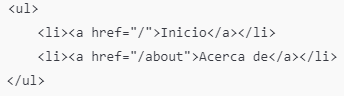 <ul>
    <li><a href="/">Inicio</a></li>
    <li><a href="/about">Acerca de</a></li>
</ul>